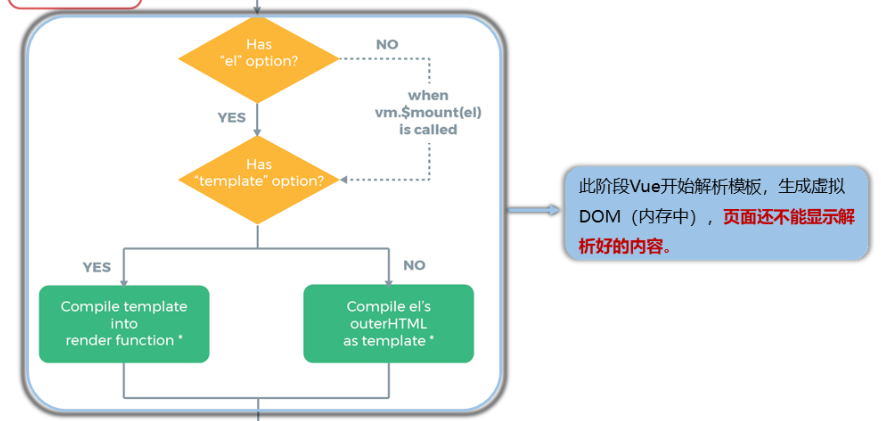 Has
“el” option?
NO
when
vm.$mount(el)
is called
YES
Has
“template” option?
YES
NO
Compile template
into
render function *
Compile el’s
outerHTML
as template *
此阶段Vue开始解析模板，生成虚拟
DOM（内存中），页面还不能显示解
析好的内容。